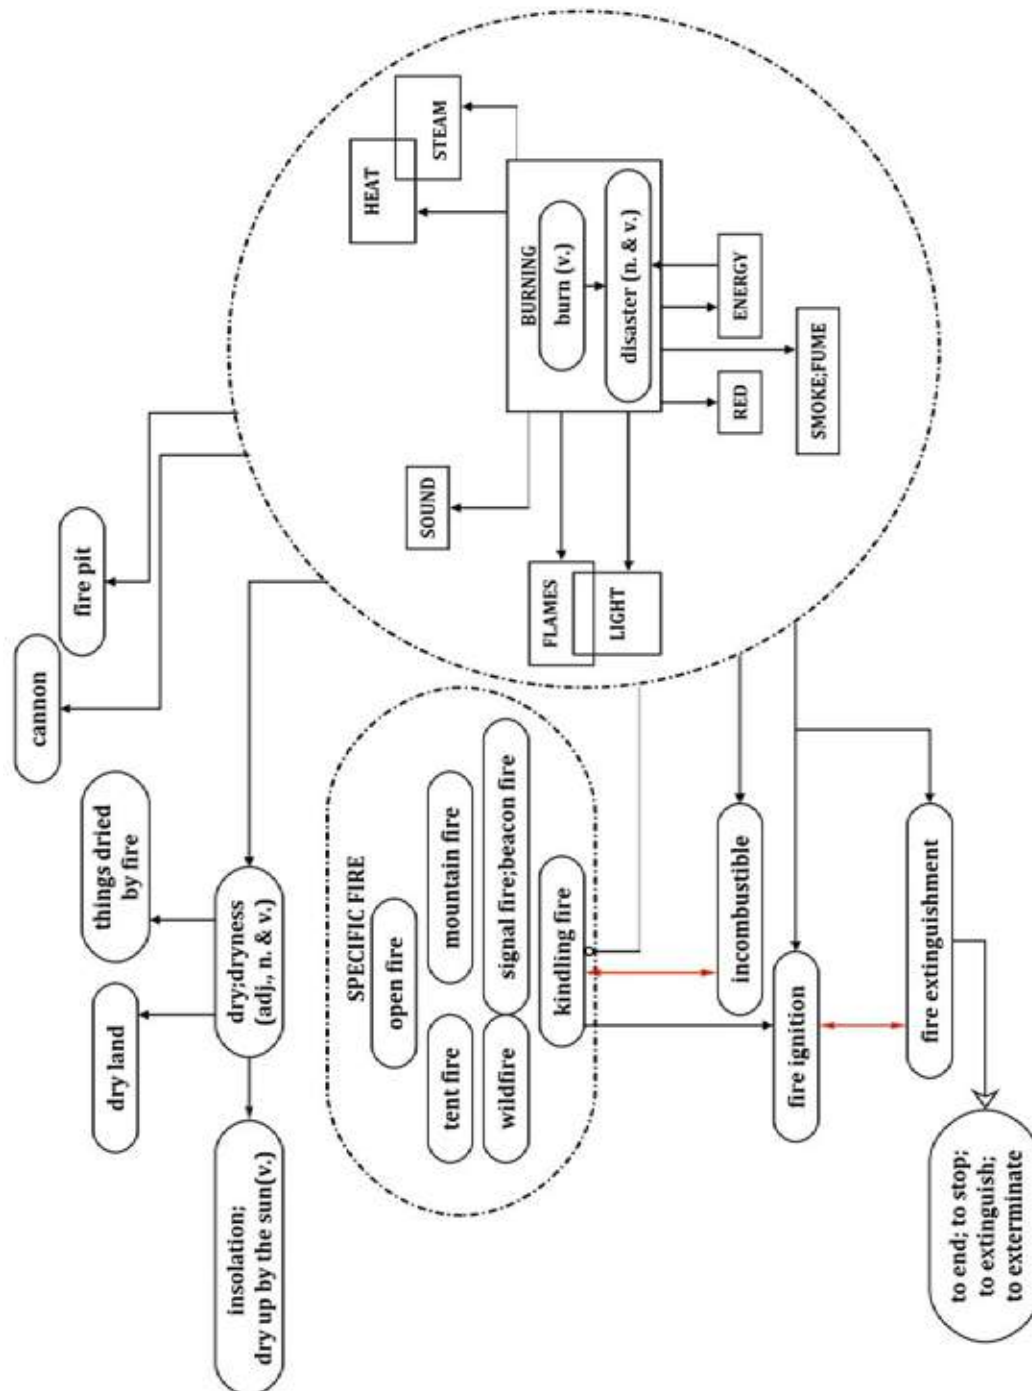 insolation;
dry up by the sun(v.)
dry land
things dried
by fire
dry;dryness
(adj., n. & v.)
cannon
fire pit
SPECIFIC FIRE
open fire
tent fire
mountain fire
wildfire
signal fire;beacon fire
kindling fire
HEAT
STEAM
SOUND
BURNING
burn (v.)
disaster (n. & v.)
FLAMES
LIGHT
RED
ENERGY
SMOKE;FUME
incombustible
fire ignition
fire extinguishment
to end; to stop;
to extinguish;
to exterminate